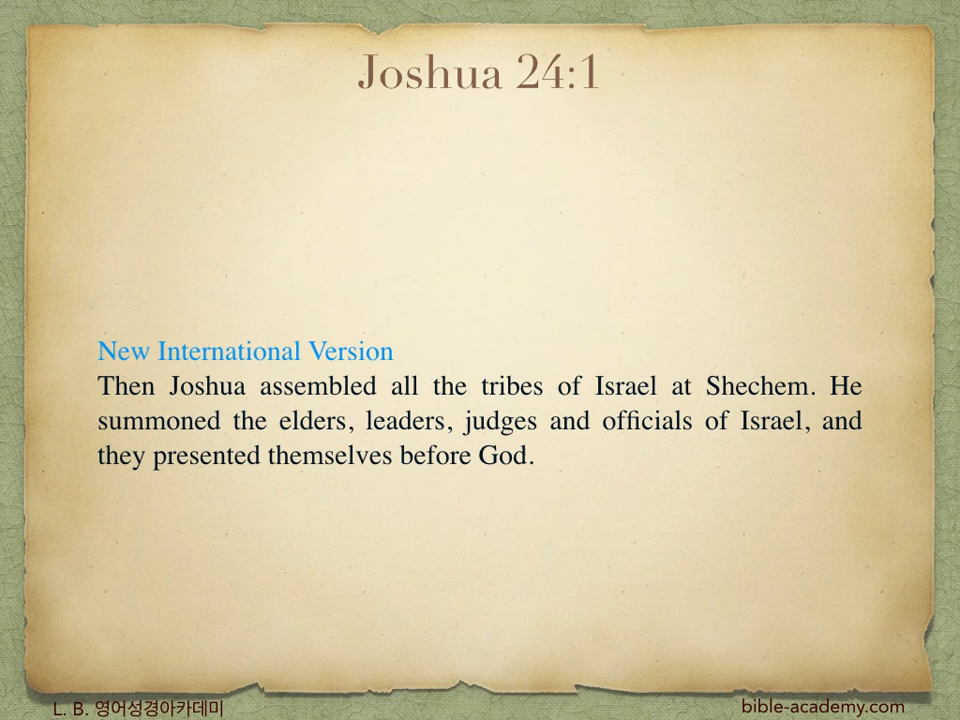 Joshua 24:1
New International Version
Then Joshua assembled all the tribes of Israel at Shechem. He
summoned the elders, leaders, judges and officials of Israel, and
they presented themselves before God.
L. B. 영어성경아카데미
bible-academy.com